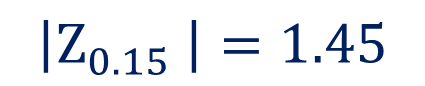 |Z₀.₁₅ | = 1.45